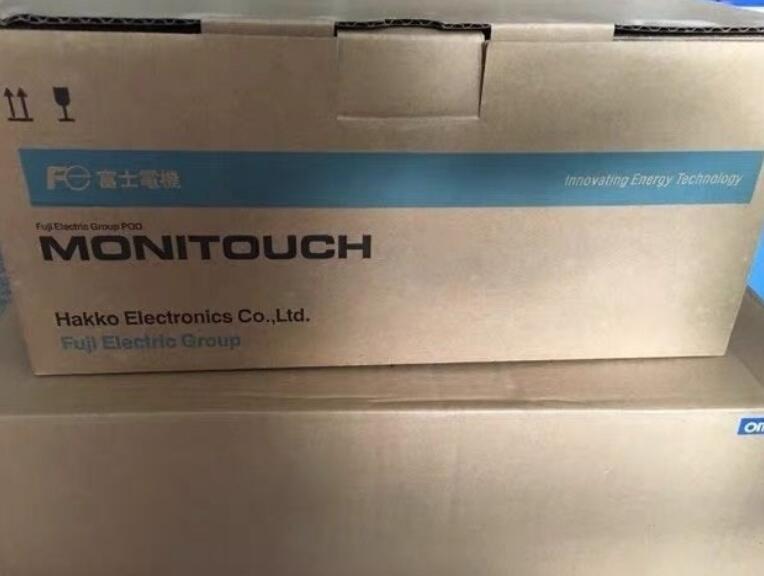 Fe 富士電機
Innovating Energy Technology
Fuji Electric Group POD
MONITOUCH
Hakko Electronics Co.,Ltd.
Fuji Electric Group